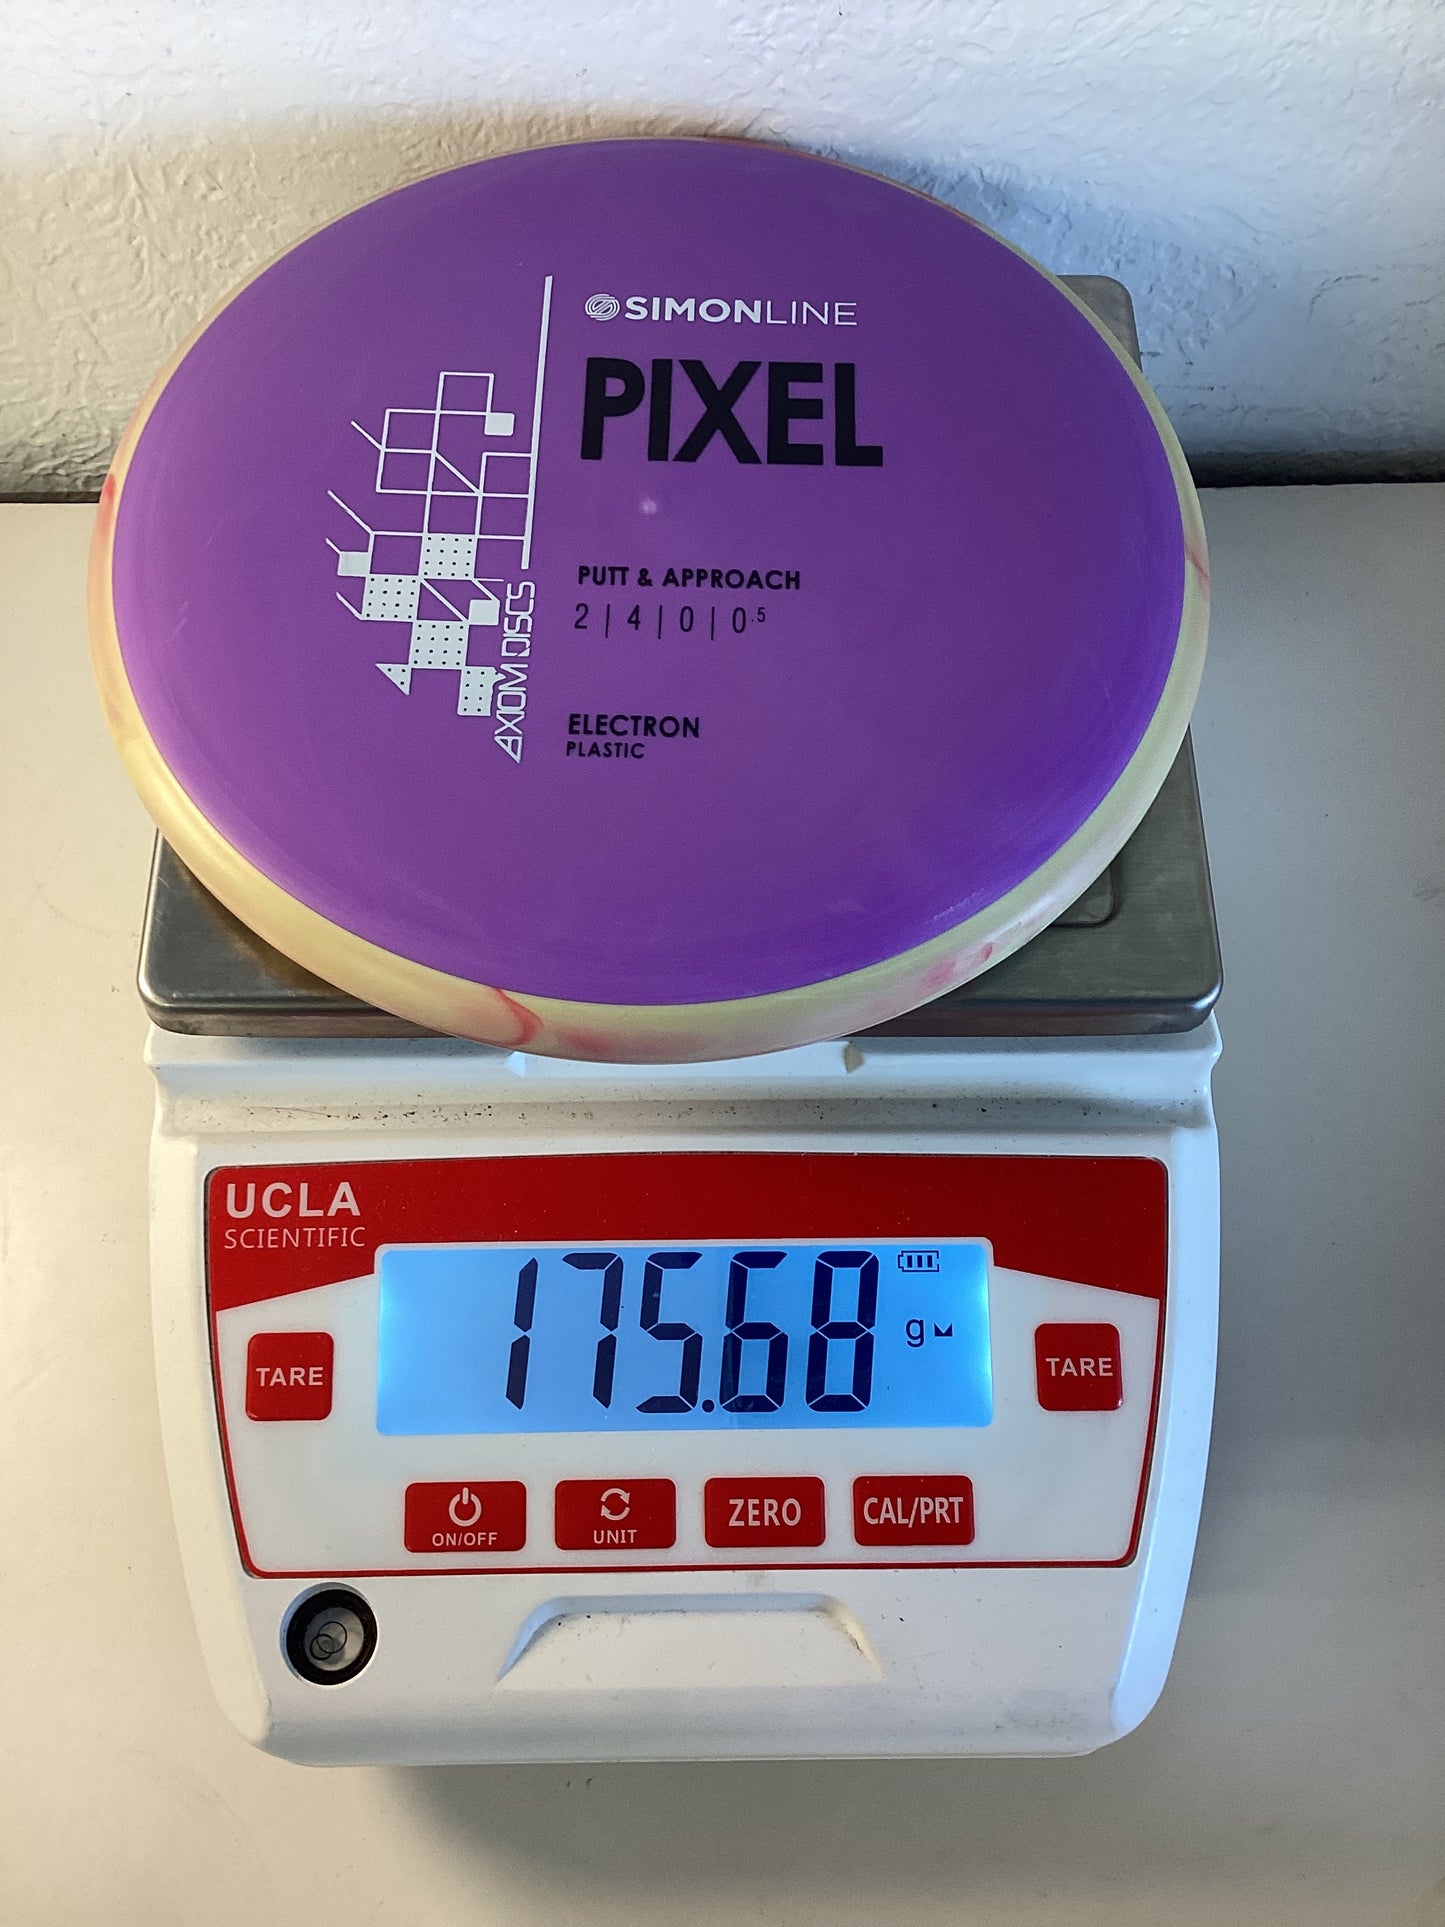 SIMONLINE
PIXEL
PUTT & APPROACH
2 | 4 | 0 | 0.5
AXIOM DISCS
ELECTRON
PLASTIC
UCLA
SCIENTIFIC
175.68 g
TARE
TARE
ON/OFF
UNIT
ZERO
CAL/PRT